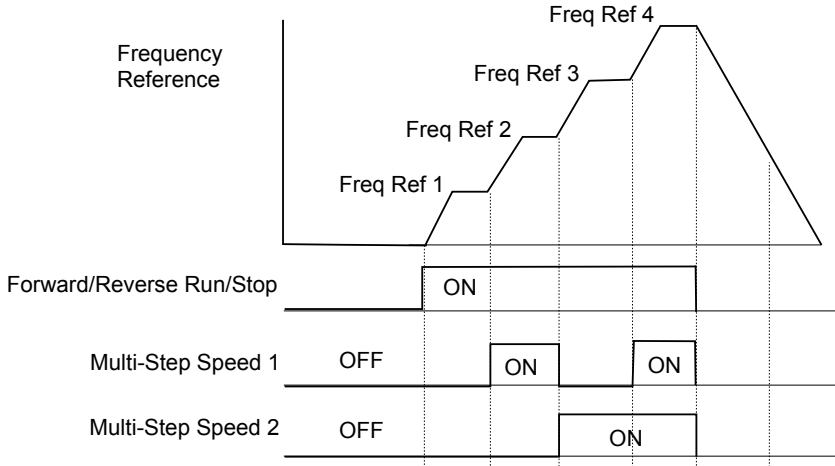 Freq Ref 4
Frequency
Reference
Freq Ref 3
Freq Ref 2
Freq Ref 1
Forward/Reverse Run/Stop
ON
Multi-Step Speed 1
OFF
ON
ON
Multi-Step Speed 2
OFF
ON